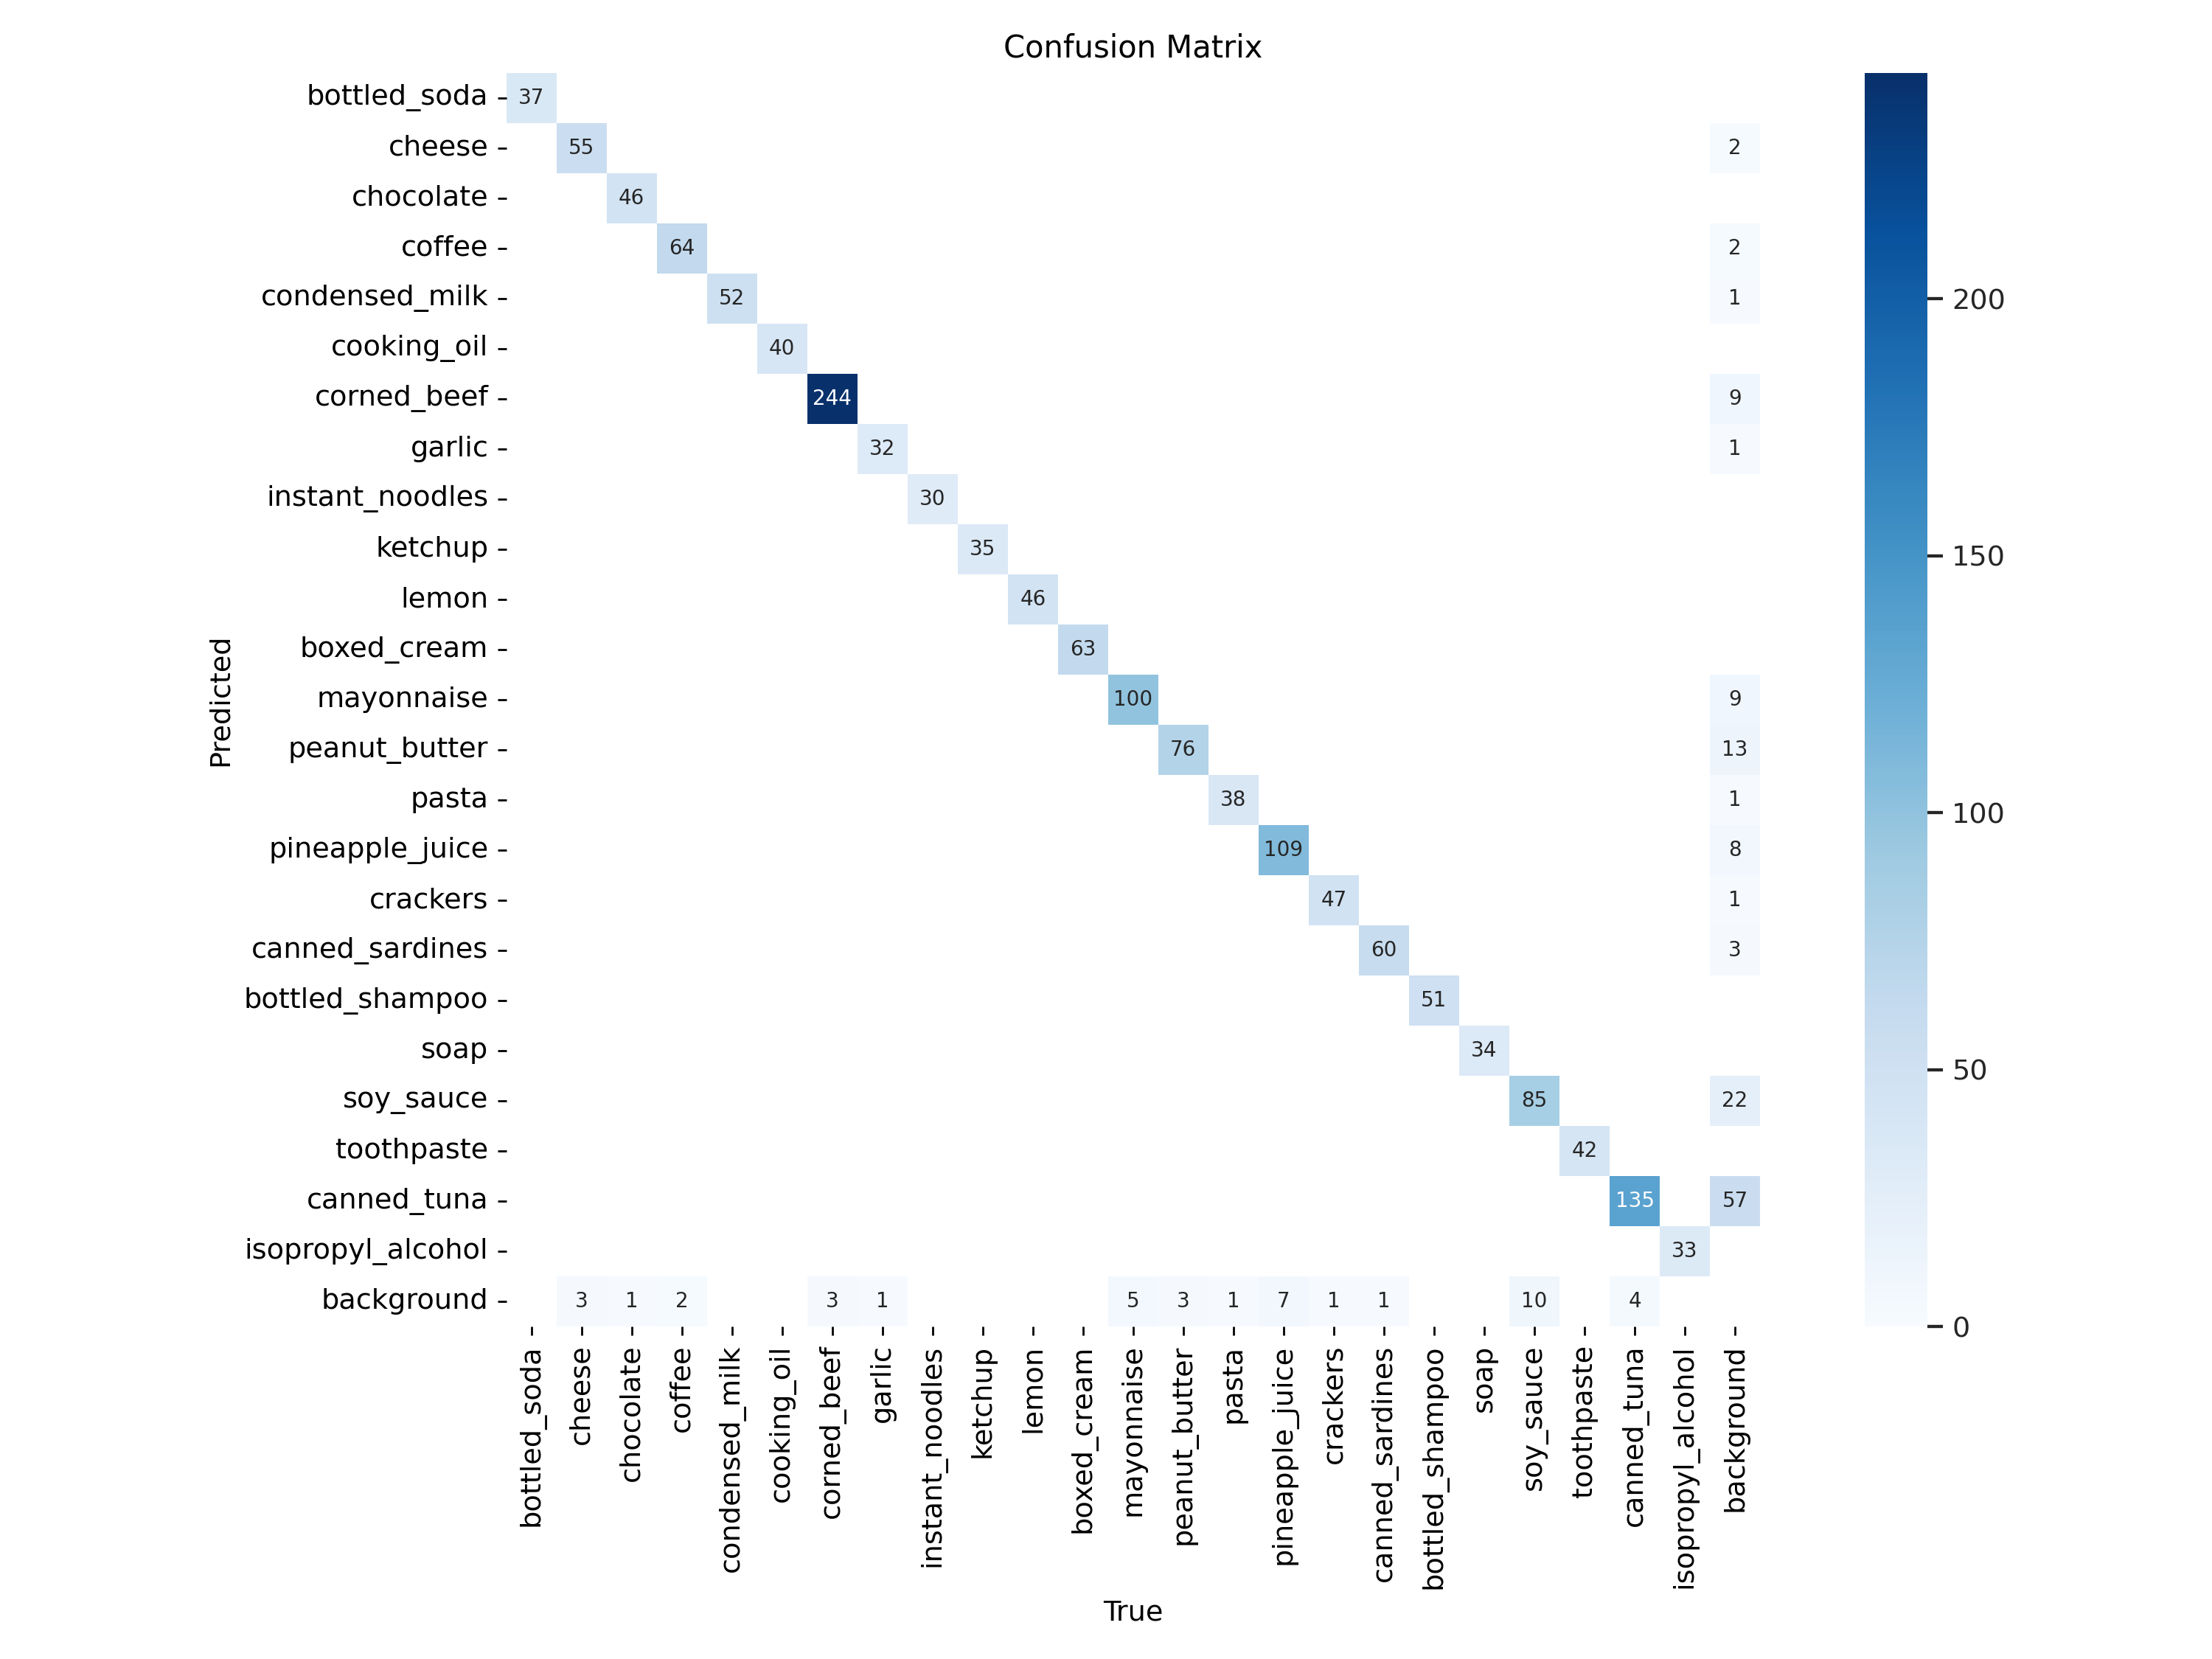 Confusion Matrix
bottled_soda 37
cheese 55 2
chocolate 46
coffee 64 2
condensed_milk 52 1
cooking_oil 40
corned_beef 244 9
garlic 32 1
instant_noodles 30
ketchup 35
lemon 46
boxed_cream 63
mayonnaise 100 9
peanut_butter 76 13
pasta 38 1
pineapple_juice 109 8
crackers 47 1
canned_sardines 60 3
bottled_shampoo 51
soap 34
soy_sauce 85 22
toothpaste 42
canned_tuna 135 57
isopropyl_alcohol 33
background 3 1 2 3 1 5 3 1 7 1 1 10 4
Predicted
bottled_soda
cheese
chocolate
coffee
condensed_milk
cooking_oil
corned_beef
garlic
instant_noodles
ketchup
lemon
boxed_cream
mayonnaise
peanut_butter
pasta
pineapple_juice
crackers
canned_sardines
bottled_shampoo
soap
soy_sauce
toothpaste
canned_tuna
isopropyl_alcohol
background
True
200
150
100
50
0